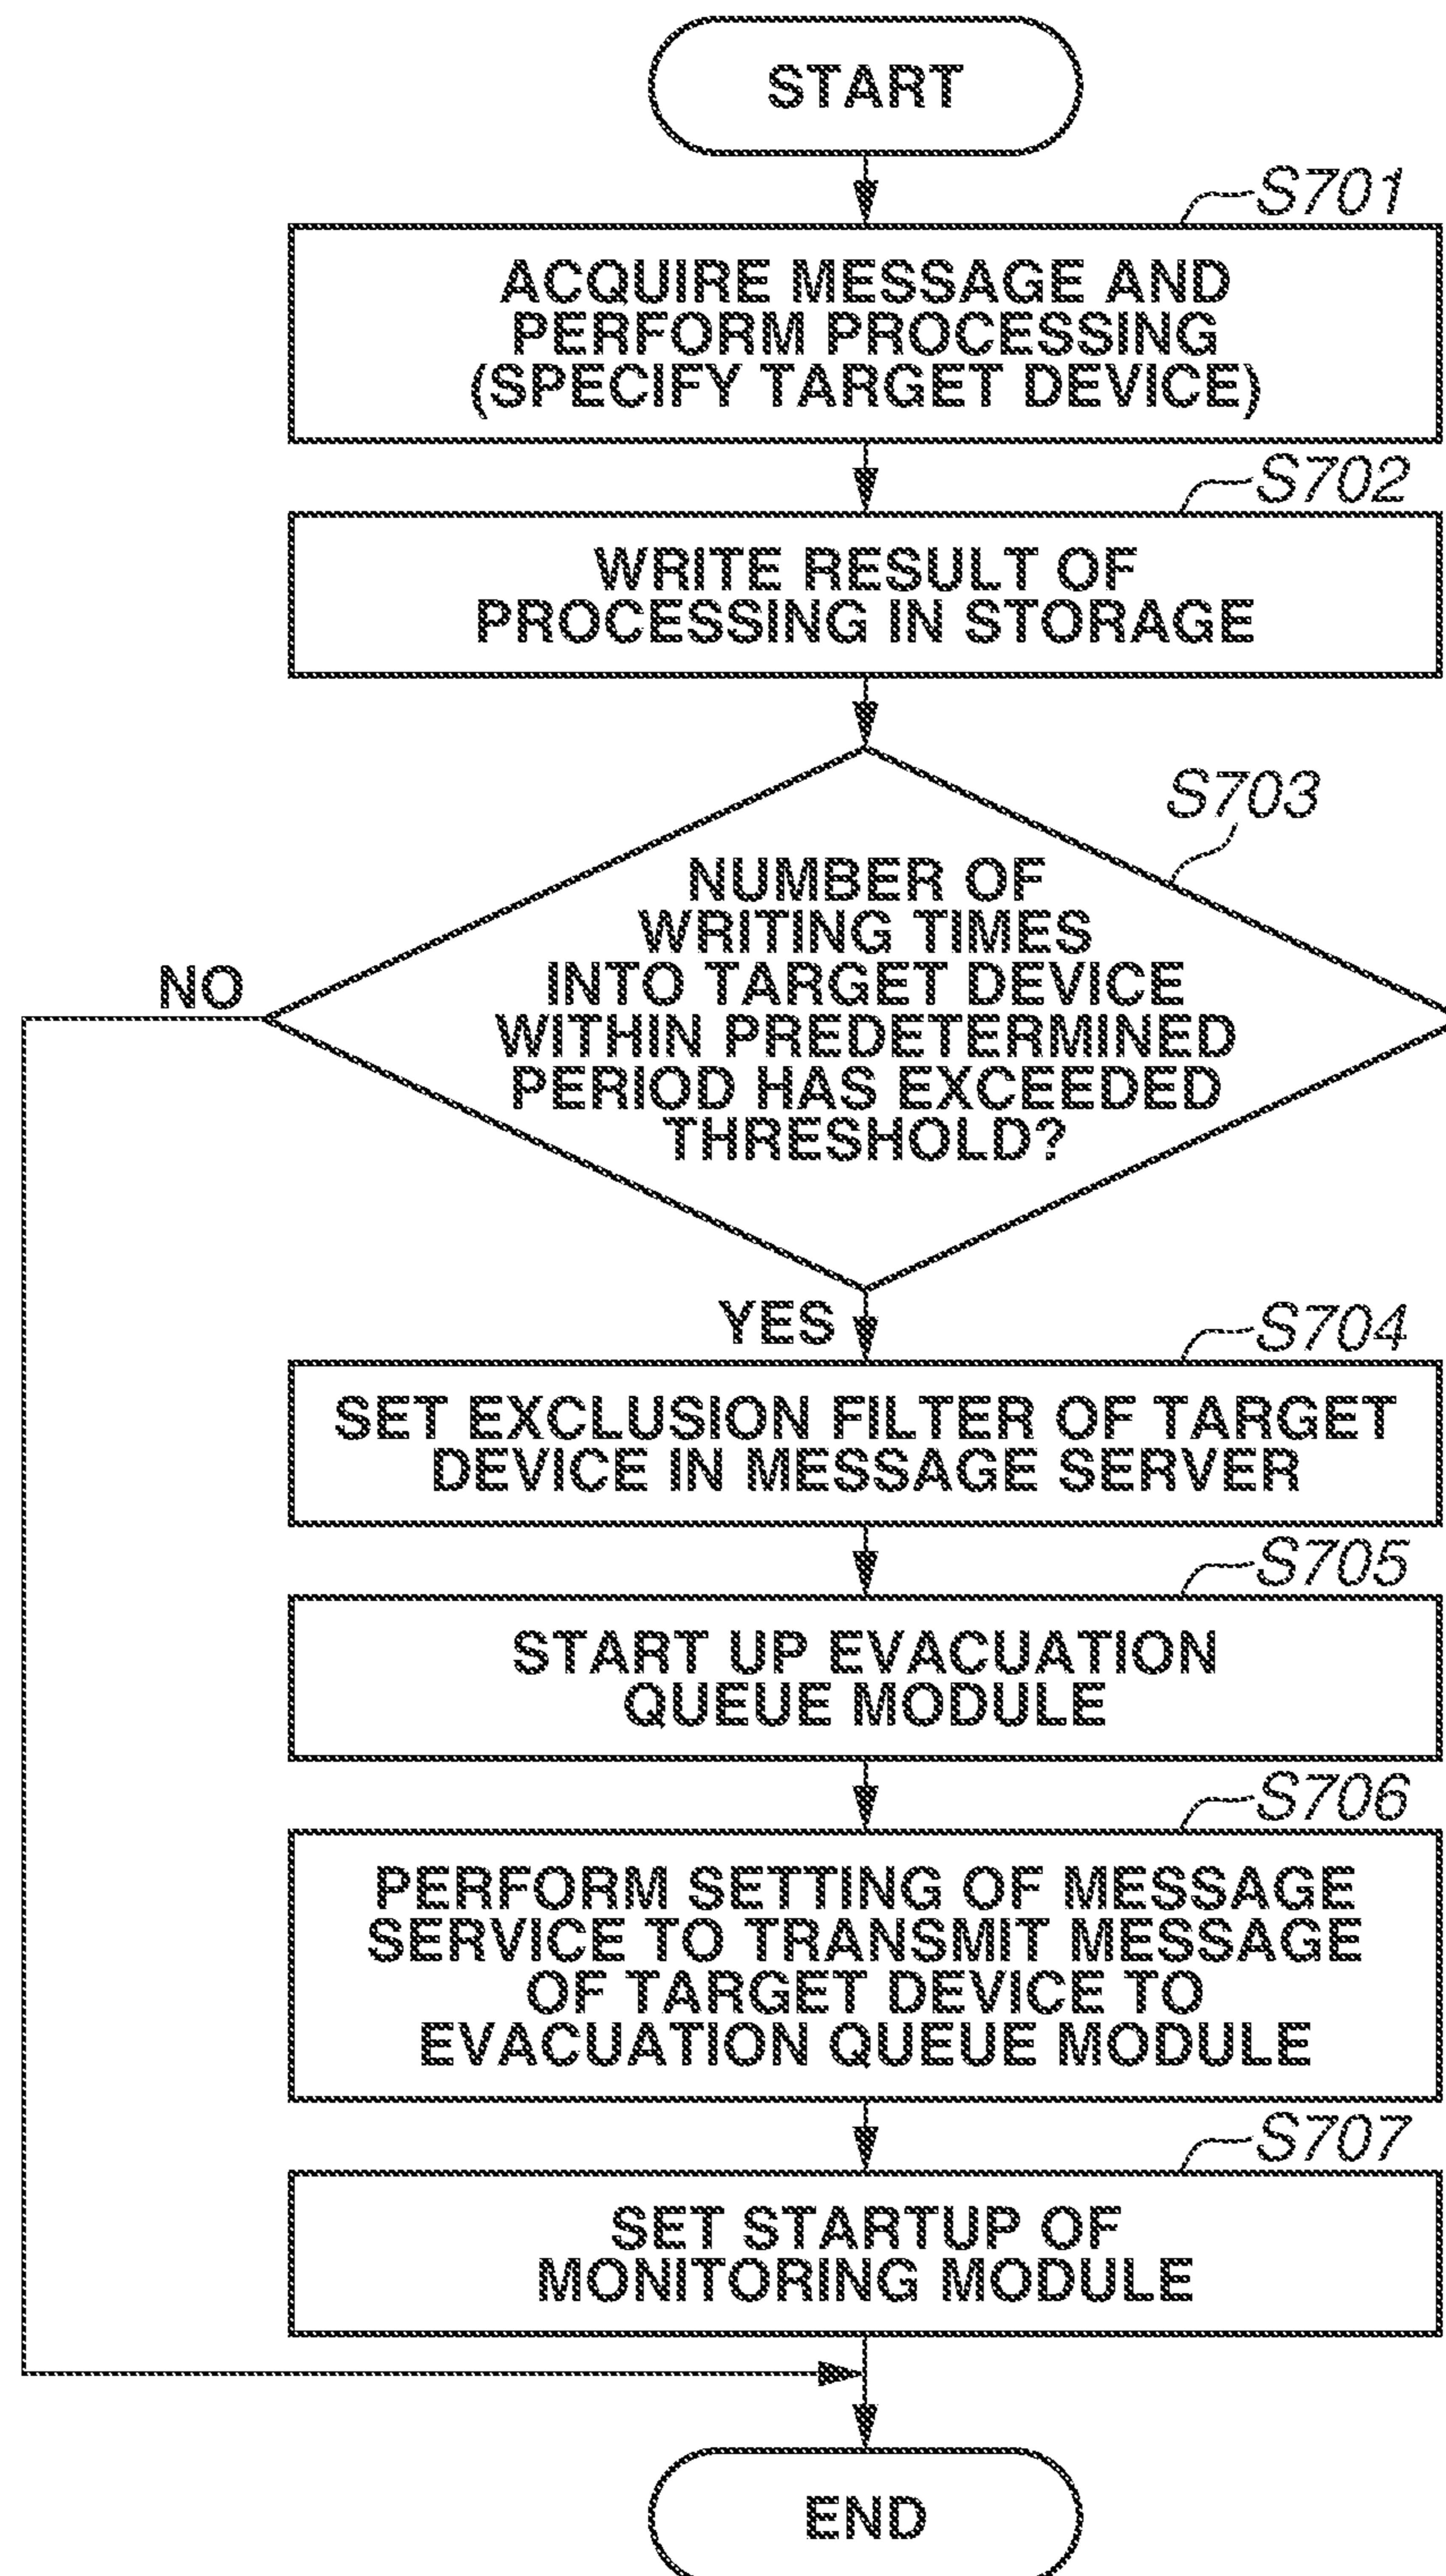 START
S701
ACQUIRE MESSAGE AND
PERFORM PROCESSING
(SPECIFY TARGET DEVICE)
S702
WRITE RESULT OF
PROCESSING IN STORAGE
S703
NUMBER OF
WRITING TIMES
INTO TARGET DEVICE
WITHIN PREDETERMINED
PERIOD HAS EXCEEDED
THRESHOLD?
NO
YES
S704
SET EXCLUSION FILTER OF TARGET
DEVICE IN MESSAGE SERVER
S705
START UP EVACUATION
QUEUE MODULE
S706
PERFORM SETTING OF MESSAGE
SERVICE TO TRANSMIT MESSAGE
OF TARGET DEVICE TO
EVACUATION QUEUE MODULE
S707
SET STARTUP OF
MONITORING MODULE
END